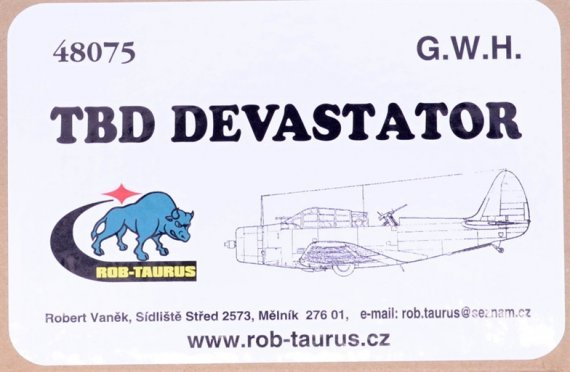 48075
G.W.H.
TBD DEVASTATOR
ROB-TAURUS
Robert Vaněk, Sídliště Střed 2573, Mělník 276 01, e-mail: rob.taurus@seznam.cz
www.rob-taurus.cz